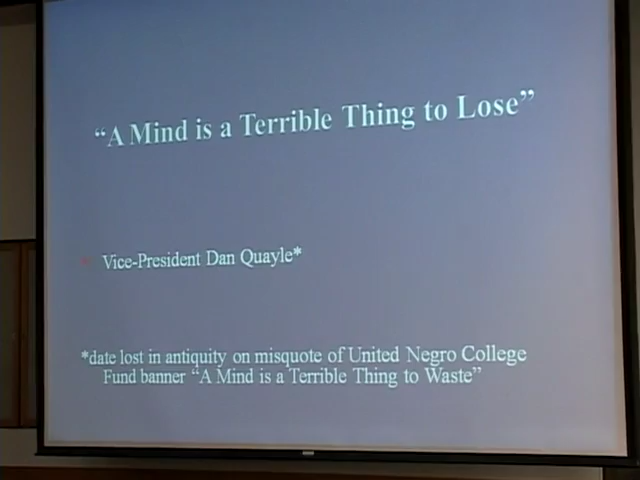 “A Mind is a Terrible Thing to Lose”
Vice-President Dan Quayle*
*date lost in antiquity on misquote of United Negro College
Fund banner “A Mind is a Terrible Thing to Waste”